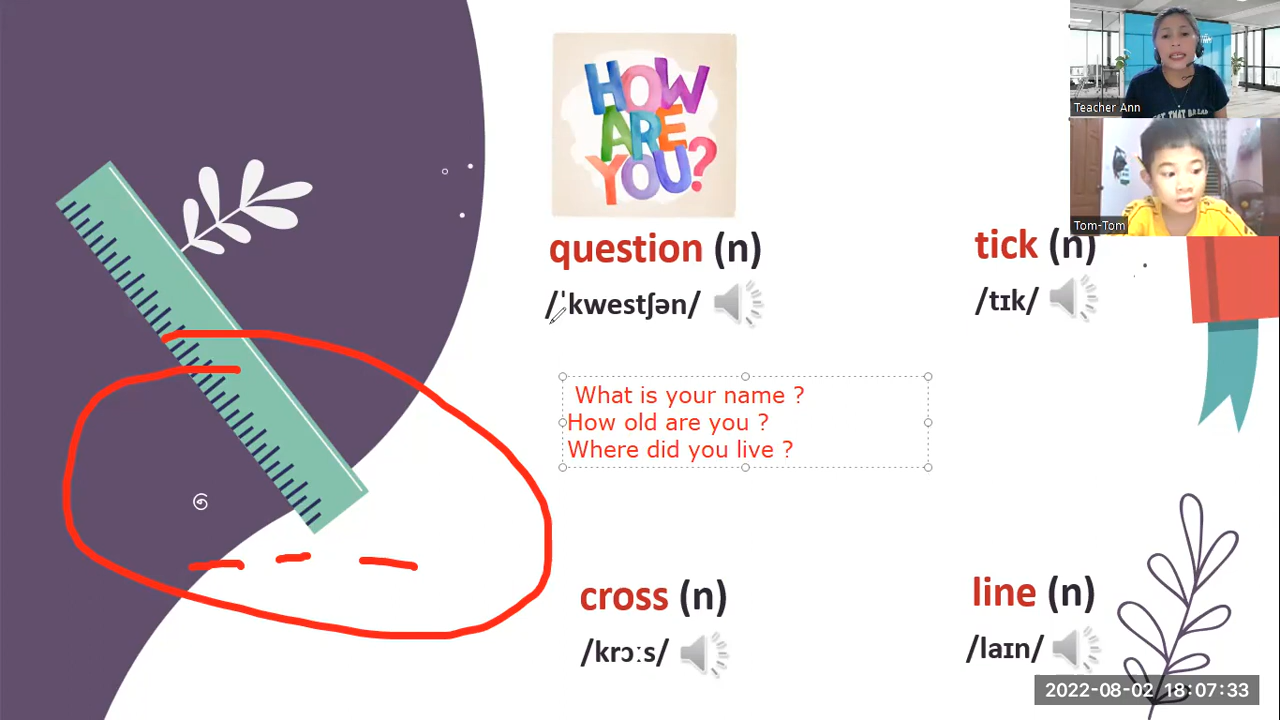 HOW
ARE
YOU?
Teacher Ann
Tom-Tom
question (n)
/ˈkwestʃən/
tick (n)
/tɪk/
What is your name ?
How old are you ?
Where did you live ?
cross (n)
/krɔːs/
line (n)
/laɪn/
2022-08-02 18:07:33